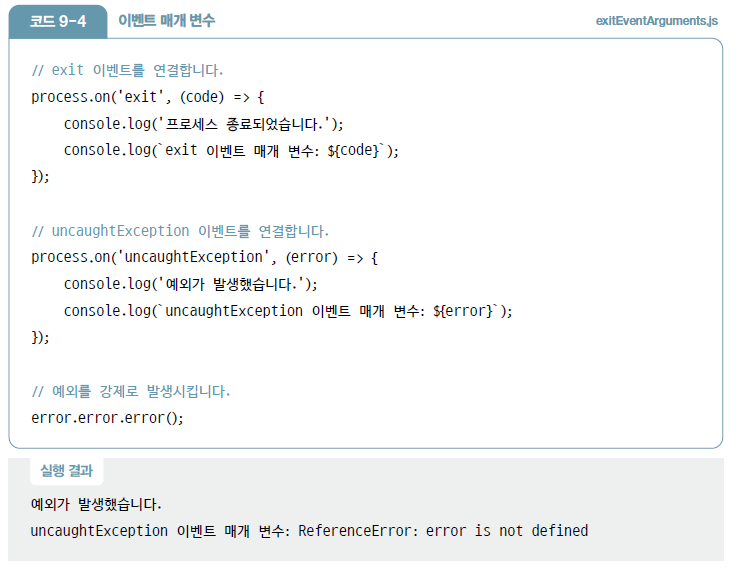 코드 9-4
이벤트 매개 변수
exitEventArguments.js
// exit 이벤트를 연결합니다.
process.on('exit', (code) => {
console.log('프로세스 종료되었습니다.');
console.log(`exit 이벤트 매개 변수: ${code}`);
});
// uncaughtException 이벤트를 연결합니다.
process.on('uncaughtException', (error) => {
console.log('예외가 발생했습니다.');
console.log(`uncaughtException 이벤트 매개 변수: ${error}`);
});
// 예외를 강제로 발생시킵니다.
error.error.error();
실행 결과
예외가 발생했습니다.
uncaughtException 이벤트 매개 변수: ReferenceError: error is not defined